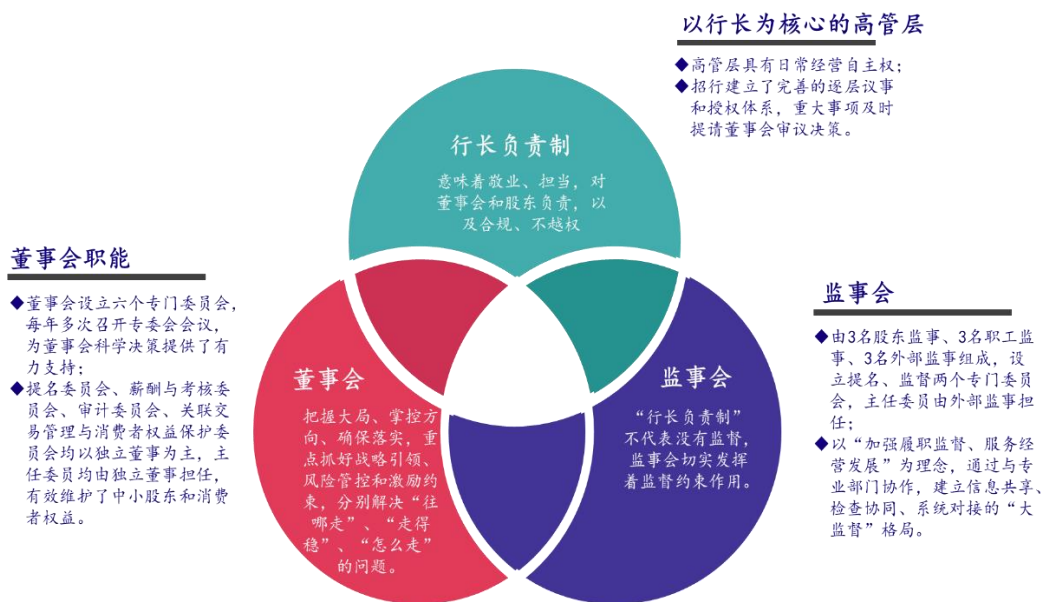 以行长为核心的高管层
◆高管层具有日常经营自主权；
◆招行建立了完善的逐层议事
和授权体系，重大事项及时
提请董事会审议决策。
行长负责制
意味着敬业、担当，对
董事会和股东负责，以
及合规、不越权
董事会职能
◆董事会设立六个专门委员会，
每年多次召开专委会会议，
为董事会科学决策提供了有
力支持；
◆提名委员会、薪酬与考核委
员会、审计委员会、关联交
易管理与消费者权益保护委
员会均以独立董事为主，主
任委员均由独立董事担任，
有效维护了中小股东和消费
者权益。
董事会
把握大局、掌控方
向、确保落实，重
点抓好战略引领、
风险管控和激励约
束，分别解决“往
哪走”、“走得
稳”、“怎么走”
的问题。
监事会
“行长负责制”
不代表没有监督，
监事会切实发挥
着监督约束作用。
监事会
◆由3名股东监事、3名职工监
事、3名外部监事组成，设
立提名、监督两个专门委员
会，主任委员由外部监事担
任；
◆以“加强履职监督、服务经
营发展”为理念，通过与专
业部门协作，建立信息共享、
检查协同、系统对接的“大
监督”格局。